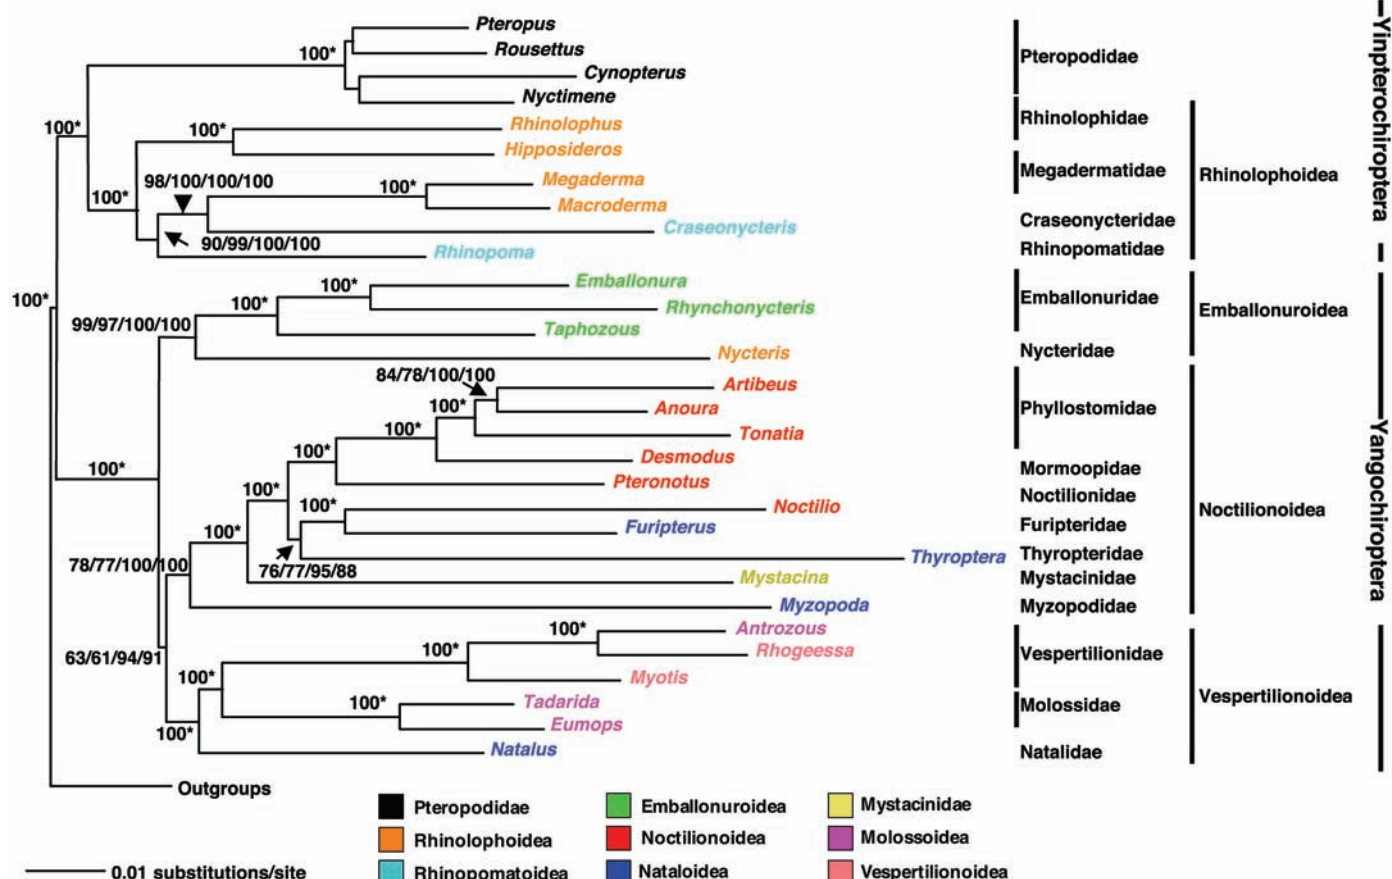 Pteropus
Rousettus
Cynopterus
Nyctimene
Rhinolophus
Hipposideros
Megaderma
Macroderma
Craseonycteris
Rhinopoma
Emballonura
Rhynchonycteris
Taphozous
Nycteris
Artibeus
Anoura
Tonatia
Desmodus
Pteronotus
Noctilio
Furipterus
Thyroptera
Mystacina
Myzopoda
Antrozous
Rhogeessa
Myotis
Tadarida
Eumops
Natalus
Outgroups
100*
100*
100*
98/100/100/100
100*
100*
90/99/100/100
100*
100*
100*
99/97/100/100
84/78/100/100
100*
100*
100*
100*
100*
100*
100*
78/77/100/100
76/77/95/88
100*
100*
63/61/94/91
100*
100*
100*
Pteropodidae
Rhinolophidae
Megadermatidae
Craseonycteridae
Rhinopomatidae
Emballonuridae
Nycteridae
Phyllostomidae
Mormoopidae
Noctilionidae
Furipteridae
Thyropteridae
Mystacinidae
Myzopodidae
Vespertilionidae
Molossidae
Natalidae
Rhinolophoidea
Emballonuroidea
Noctilionoidea
Vespertilionoidea
Yinpterochiroptera
Yangochiroptera
Pteropodidae
Rhinolophoidea
Rhinopomatoidea
Emballonuroidea
Noctilionoidea
Nataloidea
Mystacinidae
Molossoidea
Vespertilionoidea
0.01 substitutions/site